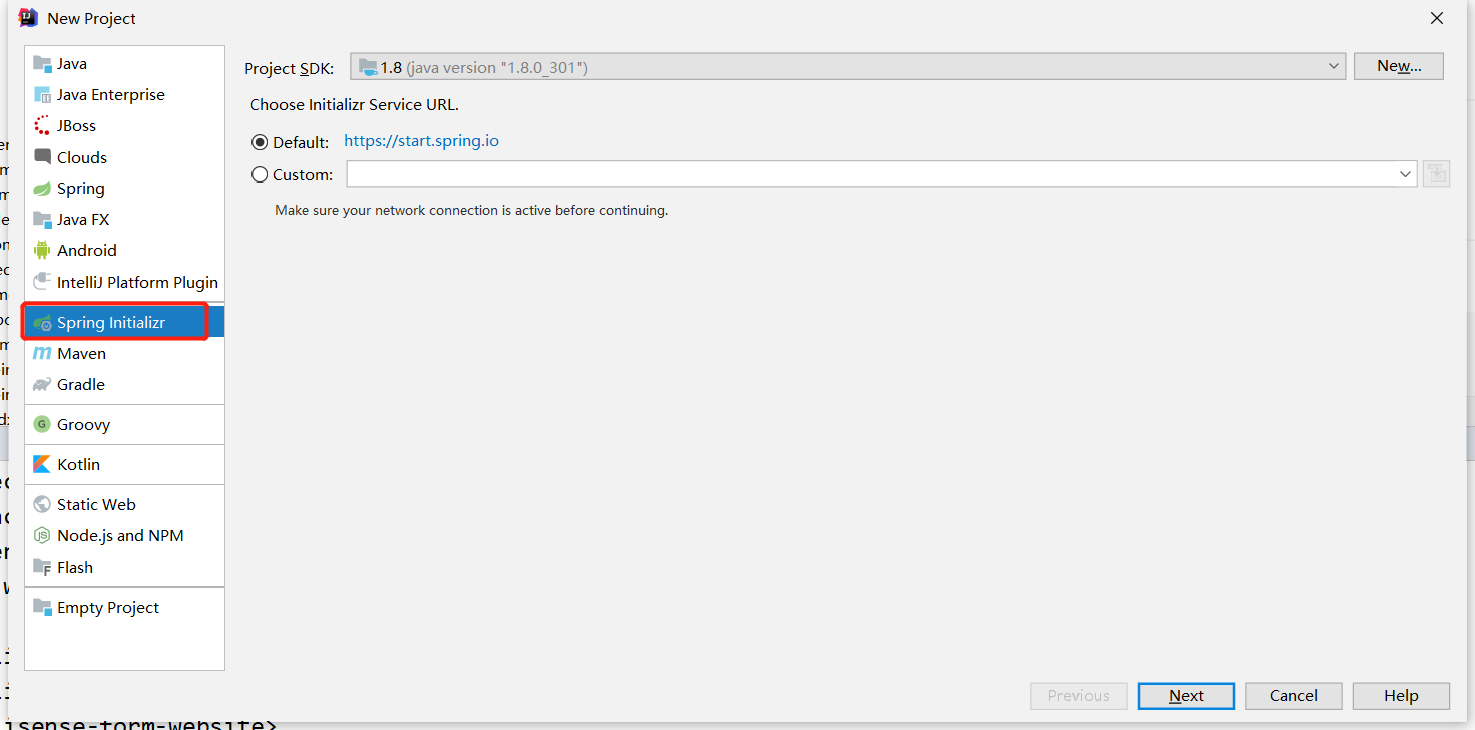 New Project
Java
Java Enterprise
JBoss
Clouds
Spring
Java FX
Android
IntelliJ Platform Plugin
Spring Initializr
Maven
Gradle
Groovy
Kotlin
Static Web
Node.js and NPM
Flash
Empty Project
Project SDK: 1.8 (java version "1.8.0_301") New...
Choose Initializr Service URL.
Default: https://start.spring.io
Custom:
Make sure your network connection is active before continuing.
Previous Next Cancel Help
isense-form-website>